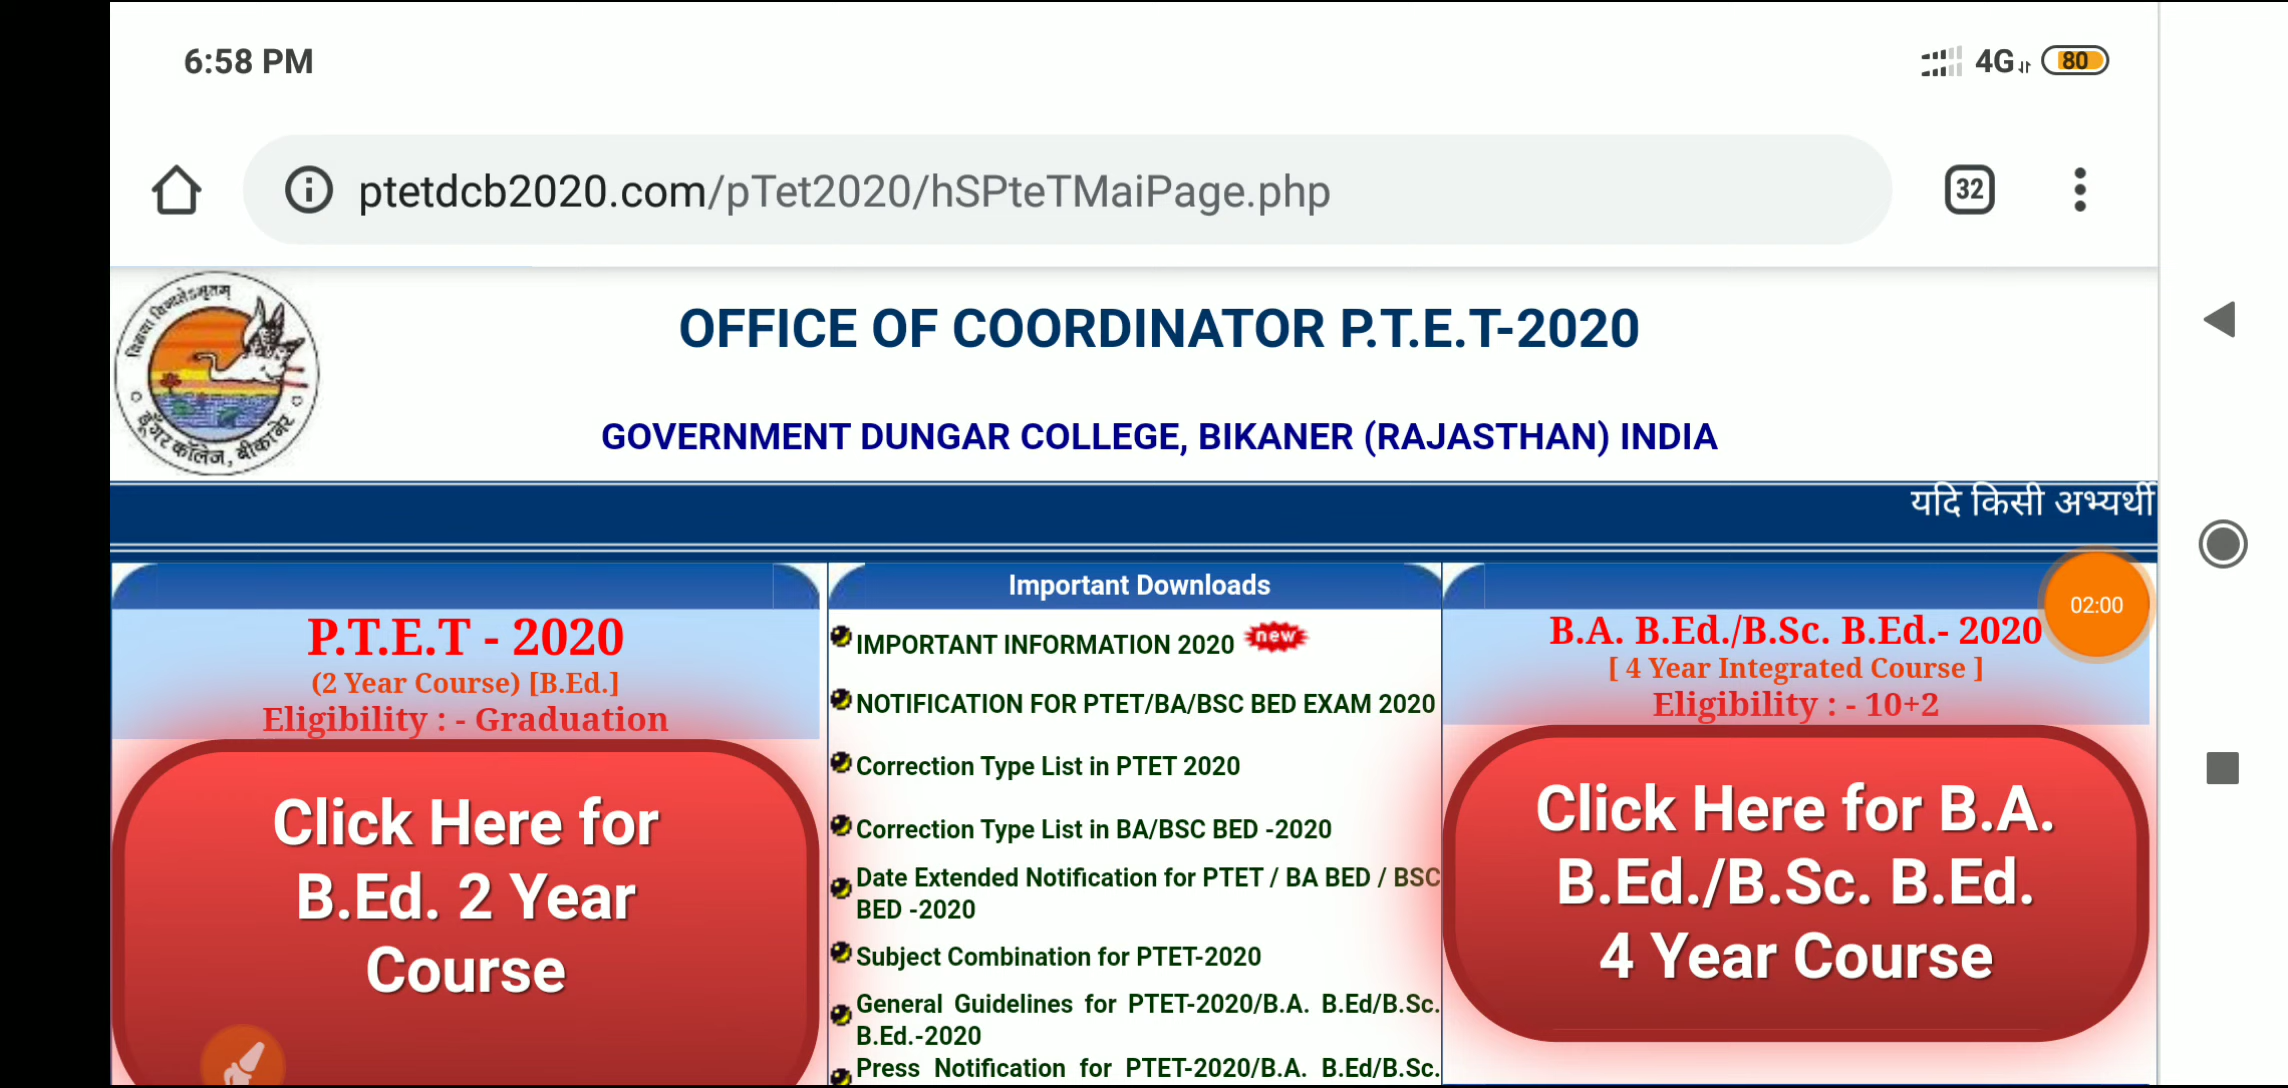 6:58 PM
4G
80
ptetdcb2020.com/pTet2020/hSPteTMaiPage.php
32
OFFICE OF COORDINATOR P.T.E.T-2020
GOVERNMENT DUNGAR COLLEGE, BIKANER (RAJASTHAN) INDIA
डूँगर कॉलेज, बीकानेर
यदि किसी अभ्यर्थी
P.T.E.T - 2020
(2 Year Course) [B.Ed.]
Eligibility : - Graduation
Click Here for
B.Ed. 2 Year
Course
Important Downloads
IMPORTANT INFORMATION 2020 new
NOTIFICATION FOR PTET/BA/BSC BED EXAM 2020
Correction Type List in PTET 2020
Correction Type List in BA/BSC BED -2020
Date Extended Notification for PTET / BA BED / BSC
BED -2020
Subject Combination for PTET-2020
General Guidelines for PTET-2020/B.A. B.Ed/B.Sc.
B.Ed.-2020
Press Notification for PTET-2020/B.A. B.Ed/B.Sc.
02:00
B.A. B.Ed./B.Sc. B.Ed.- 2020
[ 4 Year Integrated Course ]
Eligibility : - 10+2
Click Here for B.A.
B.Ed./B.Sc. B.Ed.
4 Year Course